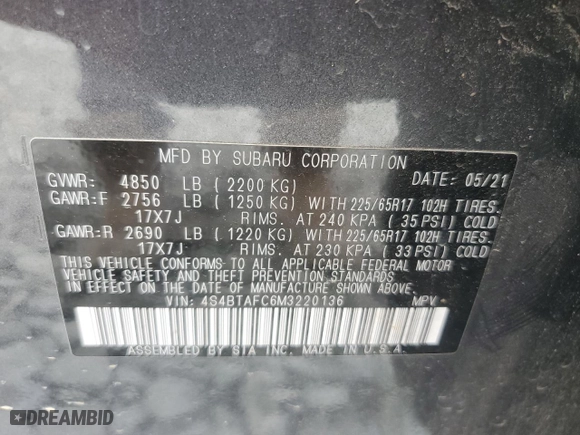 MFD BY SUBARU CORPORATION
GVWR: 4850 LB (2200 KG) DATE: 05/21
GAWR:F 2756 LB (1250 KG) WITH 225/65R17 102H TIRES.
17X7J RIMS. AT 240 KPA (35 PSI) COLD
GAWR:R 2690 LB (1220 KG) WITH 225/65R17 102H TIRES.
17X7J RIMS. AT 230 KPA (33 PSI) COLD
THIS VEHICLE CONFORMS TO ALL APPLICABLE FEDERAL MOTOR
VEHICLE SAFETY AND THEFT PREVENTION STANDARDS
IN EFFECT ON THE DATE OF MANUFACTURE SHOWN ABOVE.
VIN: 4S4BTAFC6M3220136 MPV
ASSEMBLED BY SIA INC. MADE IN U.S.A.
DREAMBID